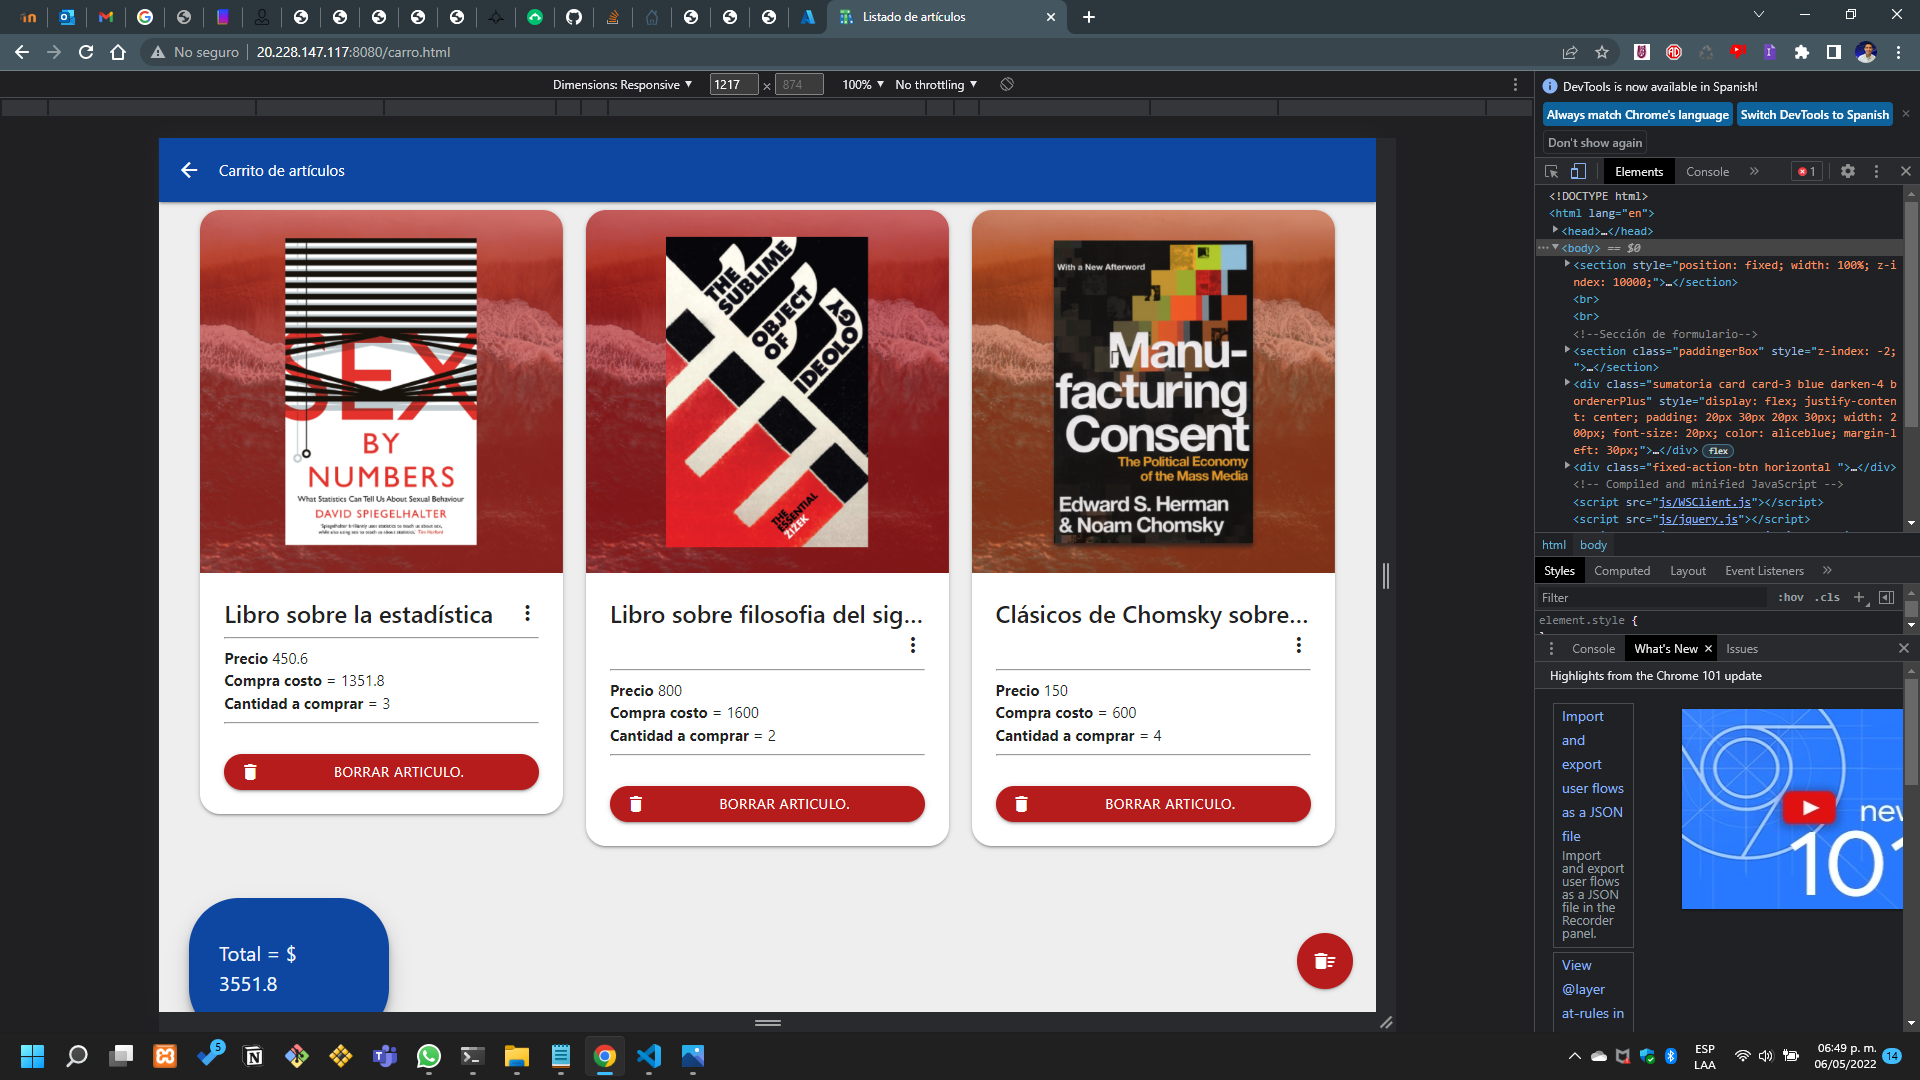 Listado de artículos
No seguro
20.228.147.117:8080/carro.html
Dimensions: Responsive
1217 × 874
100%
No throttling
DevTools is now available in Spanish!
Always match Chrome's language
Switch DevTools to Spanish
Don't show again
Elements
Console
1
<!DOCTYPE html>
<html lang="en">
<head>…</head>
<body> == $0
<section style="position: fixed; width: 100%; z-i
ndex: 10000;">…</section>
<br>
<br>
<!--Sección de formulario-->
<section class="paddingerBox" style="z-index: -2;
">…</section>
<div class="sumatoria card card-3 blue darken-4 b
ordererPlus" style="display: flex; justify-conten
t: center; padding: 20px 30px 20px 30px; width: 2
00px; font-size: 20px; color: aliceblue; margin-l
eft: 30px;">…</div> flex
<div class="fixed-action-btn horizontal ">…</div>
<!-- Compiled and minified JavaScript -->
<script src="js/WSClient.js"></script>
<script src="js/jquery.js"></script>
html
body
Styles
Computed
Layout
Event Listeners
Filter
:hov
.cls
element.style {
Console
What's New
Issues
Highlights from the Chrome 101 update
Import
and
export
user flows
as a JSON
file
Import
and export
user flows
as a JSON
file in the
Recorder
panel.
View
@layer
at-rules in
new
101
Carrito de artículos
SEX
BY
NUMBERS
What Statistics Can Tell Us About Sexual Behaviour
DAVID SPIEGELHALTER
Libro sobre la estadística
Precio 450.6
Compra costo = 1351.8
Cantidad a comprar = 3
BORRAR ARTICULO.
THE SUBLIME
OBJECT
OF
IDEOLOGY
THE
ESSENTIAL
ZIZEK
Libro sobre filosofia del sig...
Precio 800
Compra costo = 1600
Cantidad a comprar = 2
BORRAR ARTICULO.
With a New Afterword
Manu-
facturing
Consent
The Political Economy
of the Mass Media
Edward S. Herman
& Noam Chomsky
Clásicos de Chomsky sobre...
Precio 150
Compra costo = 600
Cantidad a comprar = 4
BORRAR ARTICULO.
Total = $
3551.8
5
ESP
LAA
06:49 p. m.
06/05/2022
14